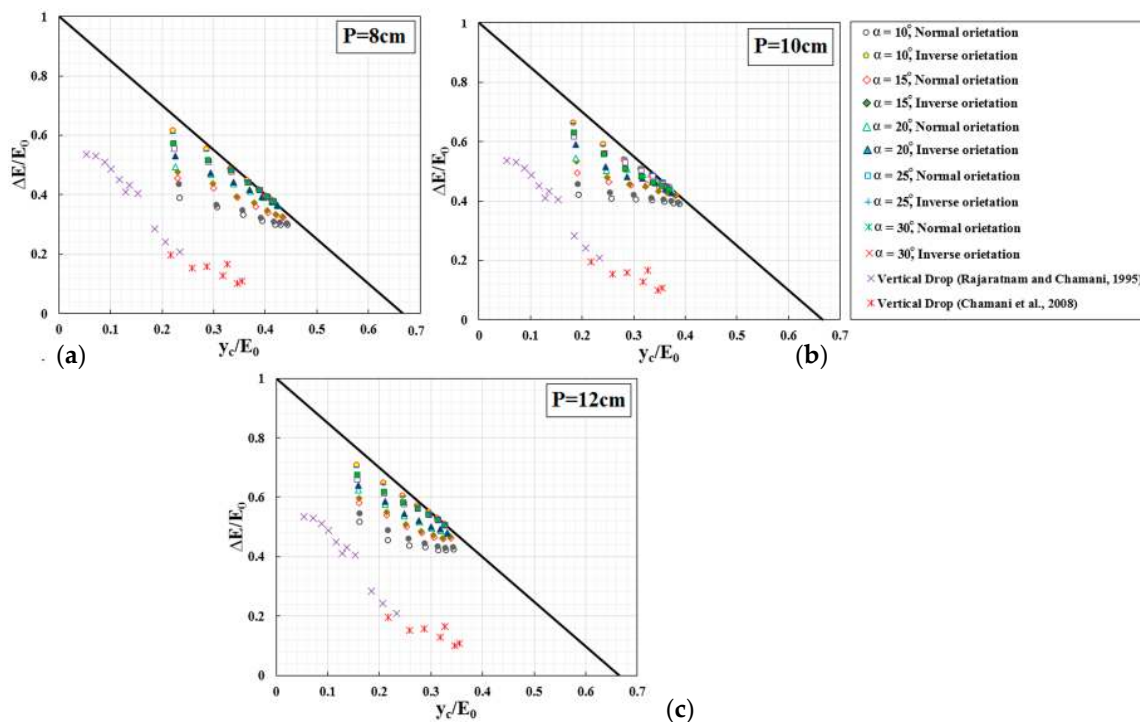 P=8cm
ΔE/E0
1
0.8
0.6
0.4
0.2
0
0 0.1 0.2 0.3 0.4 0.5 0.6 0.7
yc/E0
(a)
P=10cm
ΔE/E0
1
0.8
0.6
0.4
0.2
0
0 0.1 0.2 0.3 0.4 0.5 0.6 0.7
yc/E0
(b)
α = 10°, Normal orietation
α = 10°, Inverse orietation
α = 15°, Normal orietation
α = 15°, Inverse orietation
α = 20°, Normal orietation
α = 20°, Inverse orietation
α = 25°, Normal orietation
α = 25°, Inverse orietation
α = 30°, Normal orietation
α = 30°, Inverse orietation
Vertical Drop (Rajaratnam and Chamani, 1995)
Vertical Drop (Chamani et al., 2008)
P=12cm
ΔE/E0
1
0.8
0.6
0.4
0.2
0
0 0.1 0.2 0.3 0.4 0.5 0.6 0.7
yc/E0
(c)